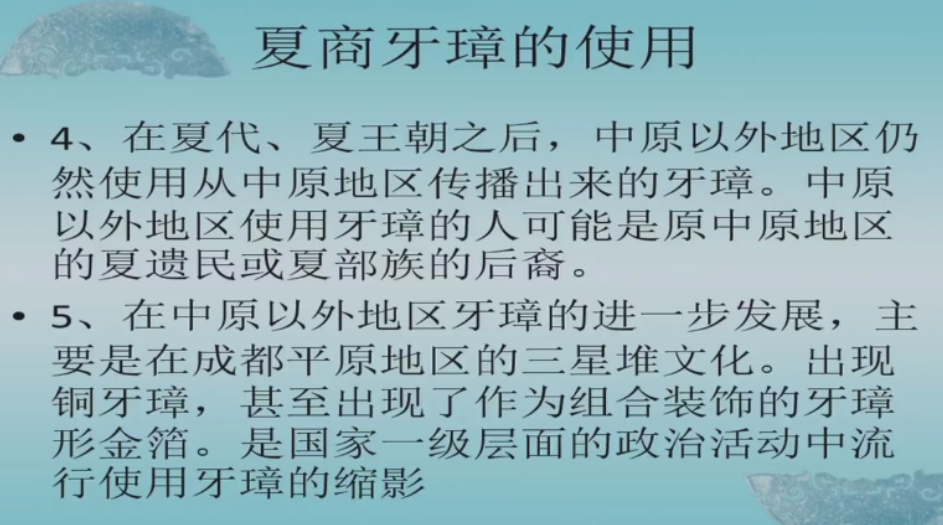 夏商牙璋的使用
• 4、在夏代、夏王朝之后，中原以外地区仍
然使用从中原地区传播出来的牙璋。中原
以外地区使用牙璋的人可能是原中原地区
的夏遗民或夏部族的后裔。
• 5、在中原以外地区牙璋的进一步发展，主
要是在成都平原地区的三星堆文化。出现
铜牙璋，甚至出现了作为组合装饰的牙璋
形金箔。是国家一级层面的政治活动中流
行使用牙璋的缩影